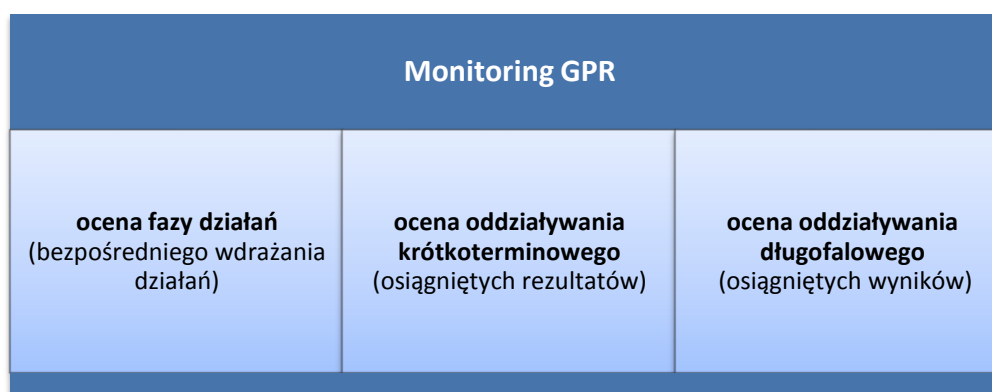 Monitoring GPR
ocena fazy działań
(bezpośredniego wdrażania
działań)
ocena oddziaływania
krótkoterminowego
(osiągniętych rezultatów)
ocena oddziaływania
długofalowego
(osiągniętych wyników)